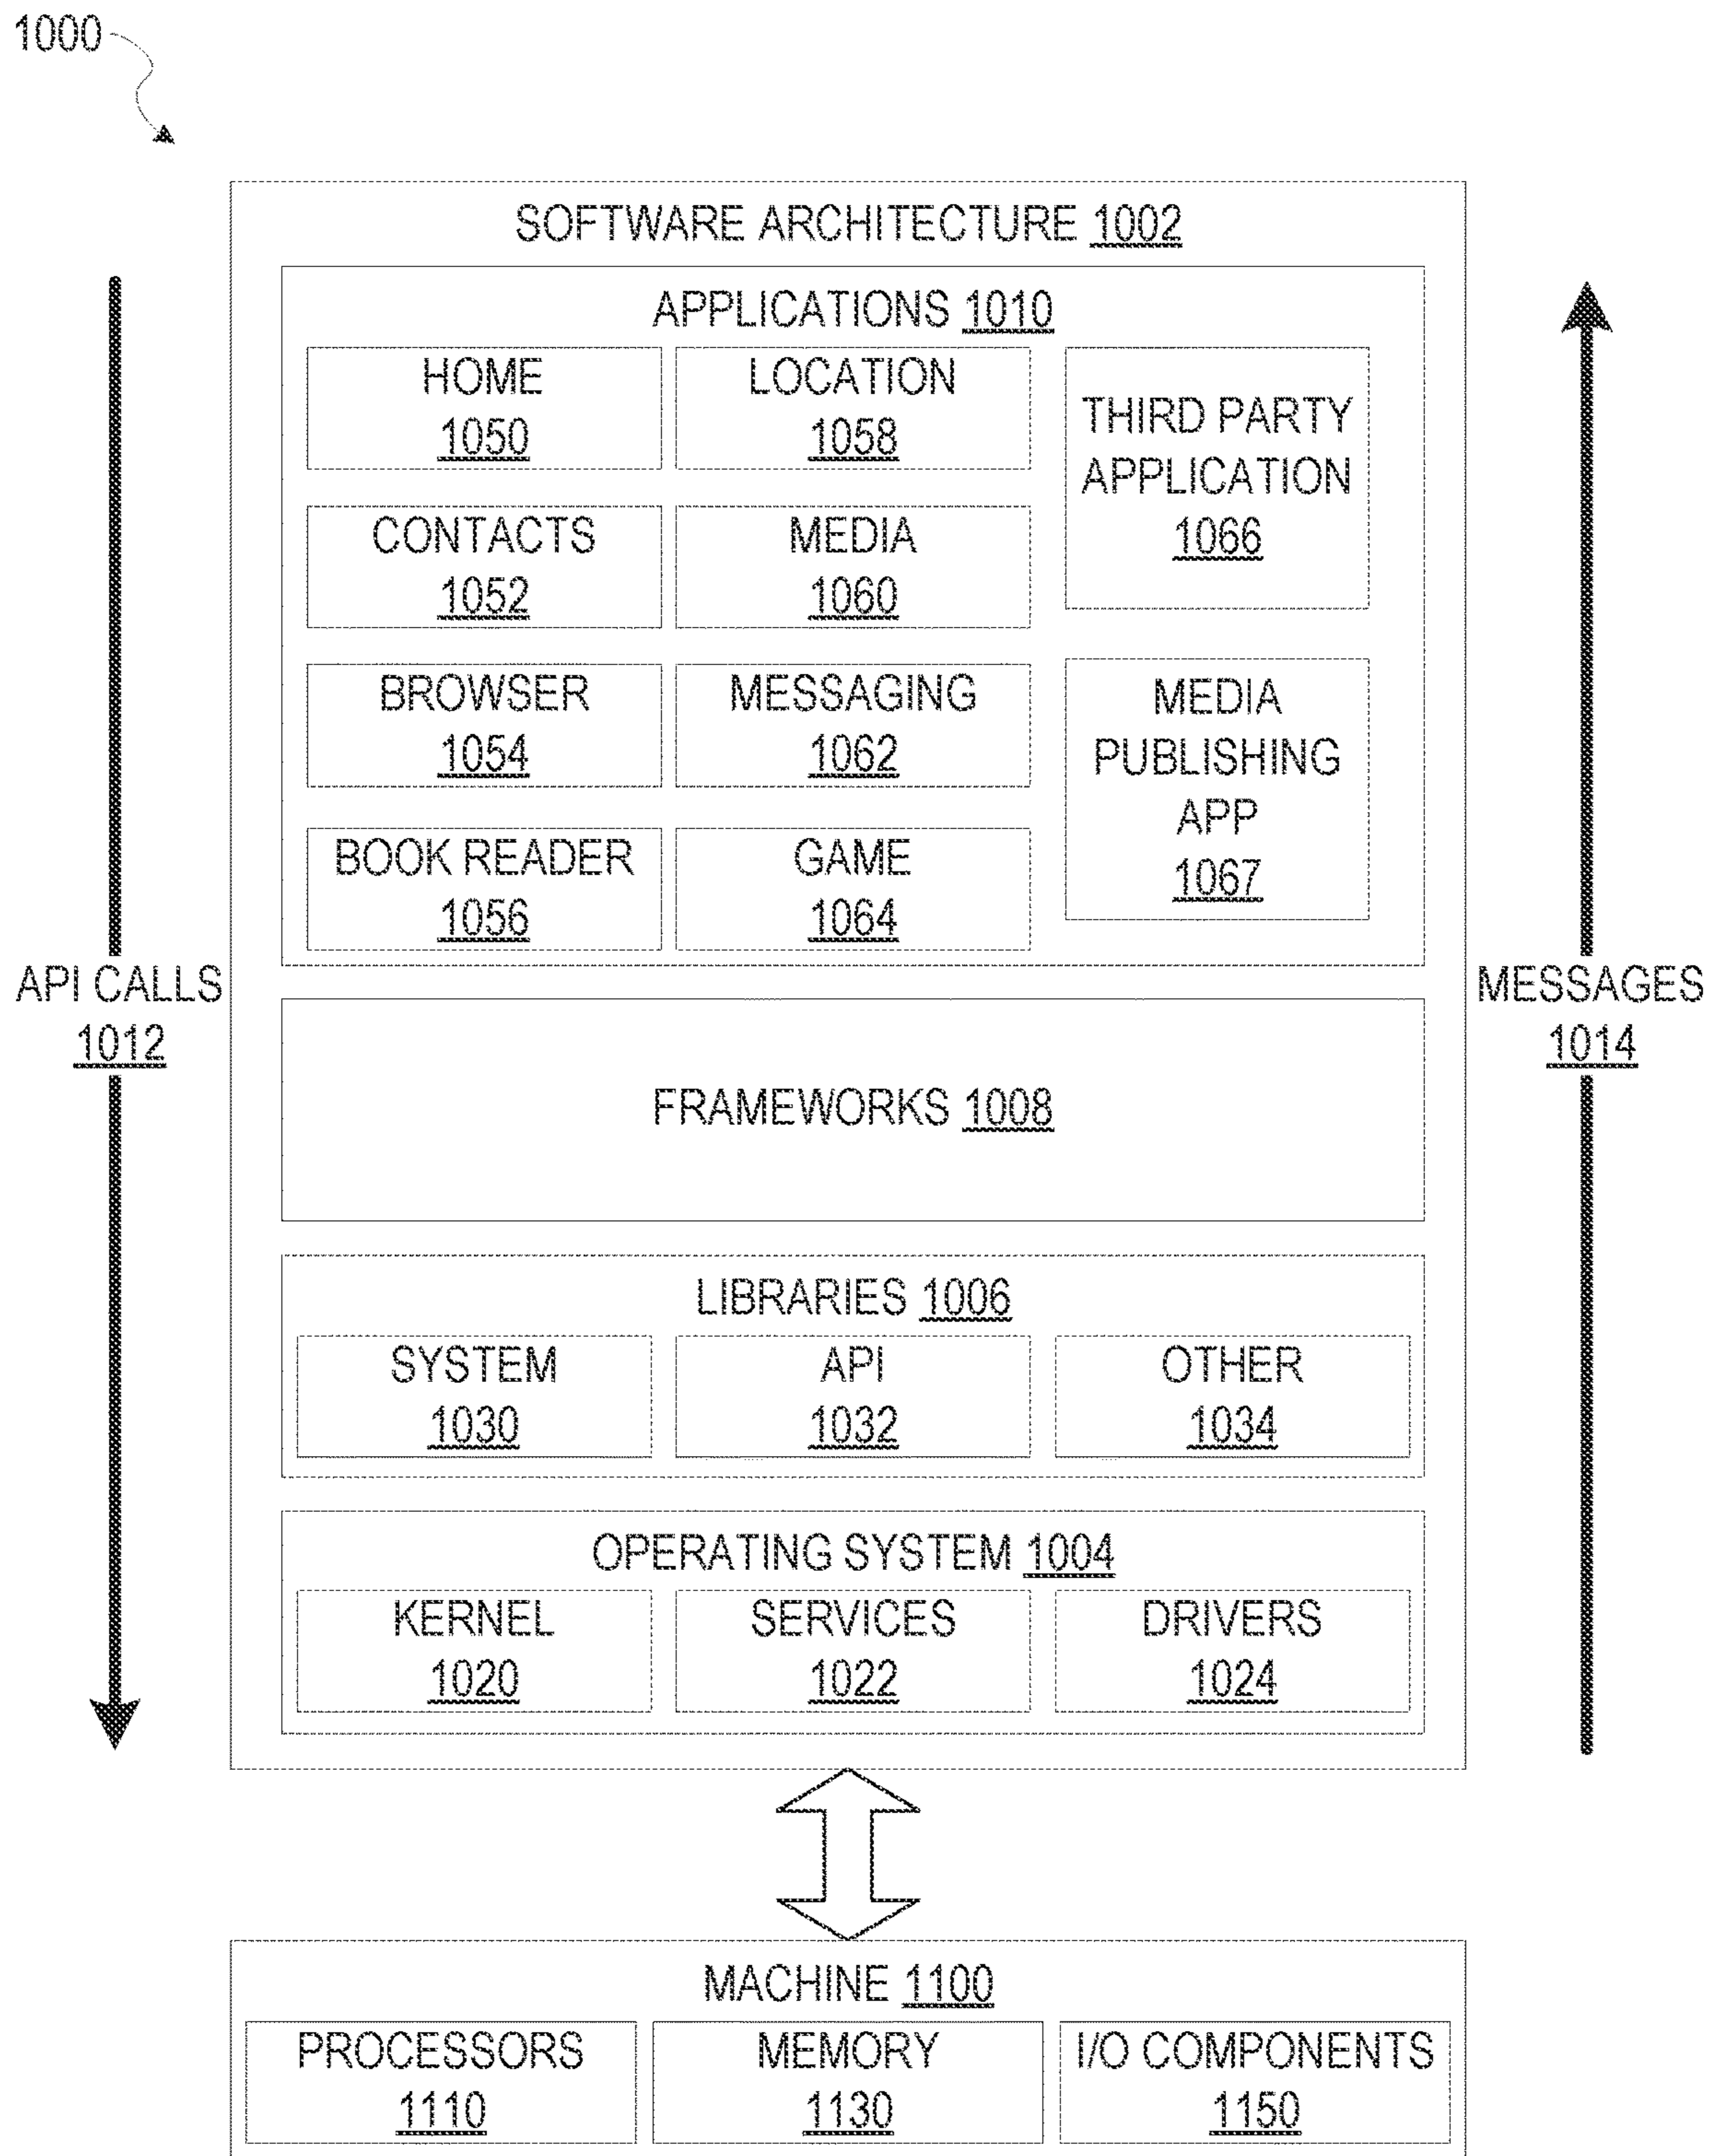 1000
SOFTWARE ARCHITECTURE 1002
APPLICATIONS 1010
HOME
1050
LOCATION
1058
THIRD PARTY
APPLICATION
1066
CONTACTS
1052
MEDIA
1060
BROWSER
1054
MESSAGING
1062
MEDIA
PUBLISHING
APP
1067
BOOK READER
1056
GAME
1064
API CALLS
1012
MESSAGES
1014
FRAMEWORKS 1008
LIBRARIES 1006
SYSTEM
1030
API
1032
OTHER
1034
OPERATING SYSTEM 1004
KERNEL
1020
SERVICES
1022
DRIVERS
1024
MACHINE 1100
PROCESSORS
1110
MEMORY
1130
I/O COMPONENTS
1150